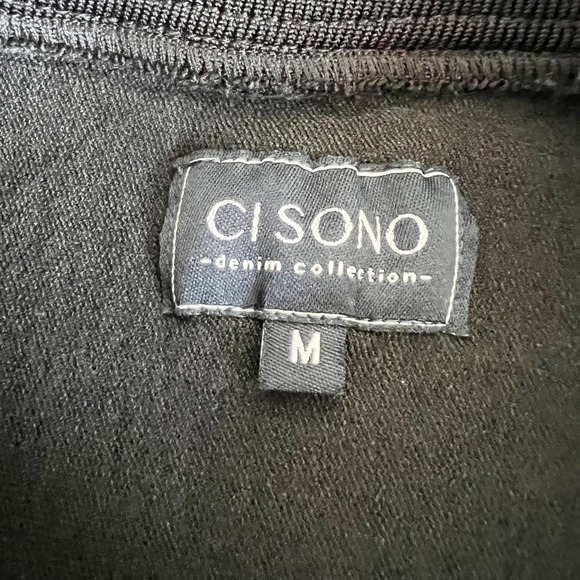 CI SONO
-denim collection-
M